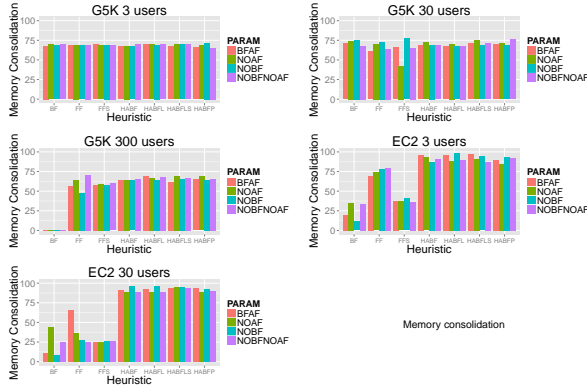 G5K 3 users
Memory Consolidation
100
75
50
25
0
BF FF FFS HABF HABFL HABFLS HABFP
Heuristic
PARAM
BFAF
NOAF
NOBF
NOBFNOAF
G5K 30 users
Memory Consolidation
100
75
50
25
0
BF FF FFS HABF HABFL HABFLS HABFP
Heuristic
PARAM
BFAF
NOAF
NOBF
NOBFNOAF
G5K 300 users
Memory Consolidation
100
75
50
25
0
BF FF FFS HABF HABFL HABFLS HABFP
Heuristic
PARAM
BFAF
NOAF
NOBF
NOBFNOAF
EC2 3 users
Memory Consolidation
100
75
50
25
0
BF FF FFS HABF HABFL HABFLS HABFP
Heuristic
PARAM
BFAF
NOAF
NOBF
NOBFNOAF
EC2 30 users
Memory Consolidation
100
75
50
25
0
BF FF FFS HABF HABFL HABFLS HABFP
Heuristic
PARAM
BFAF
NOAF
NOBF
NOBFNOAF
Memory consolidation